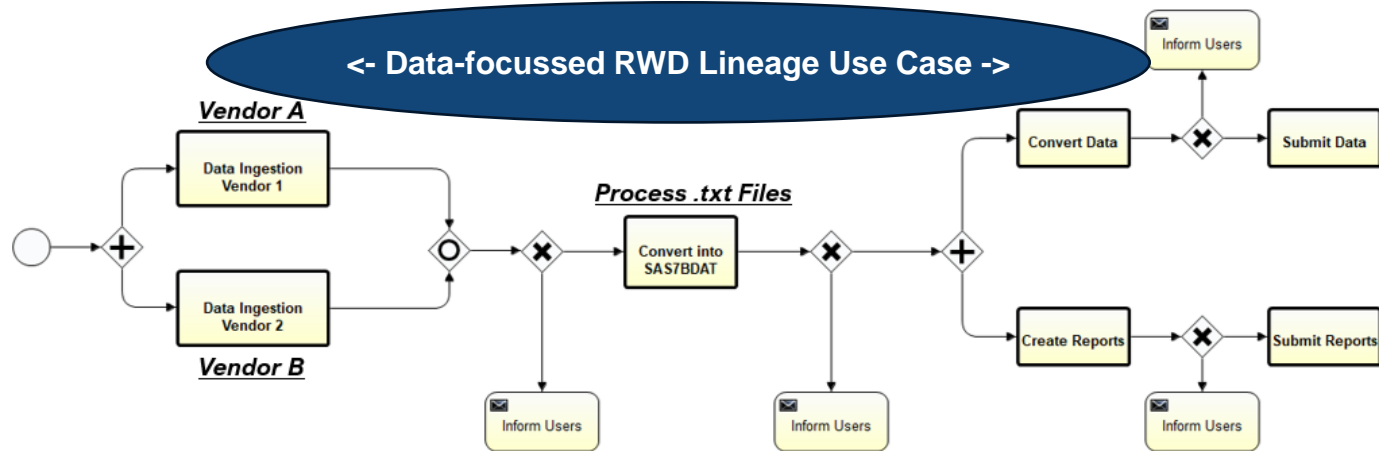 <- Data-focussed RWD Lineage Use Case ->
Inform Users
Vendor A
Data Ingestion
Vendor 1
Convert Data
Submit Data
Process .txt Files
Convert into
SAS7BDAT
Data Ingestion
Vendor 2
Vendor B
Create Reports
Submit Reports
Inform Users
Inform Users
Inform Users